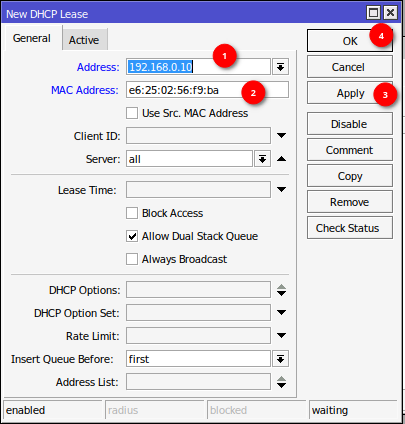 New DHCP Lease
General Active
Address: 192.168.0.10
MAC Address: e6:25:02:56:f9:ba
Use Src. MAC Address
Client ID:
Server: all
Lease Time:
Block Access
Allow Dual Stack Queue
Always Broadcast
DHCP Options:
DHCP Option Set:
Rate Limit:
Insert Queue Before: first
Address List:
1
2
OK 4
Cancel
Apply 3
Disable
Comment
Copy
Remove
Check Status
enabled radius blocked waiting